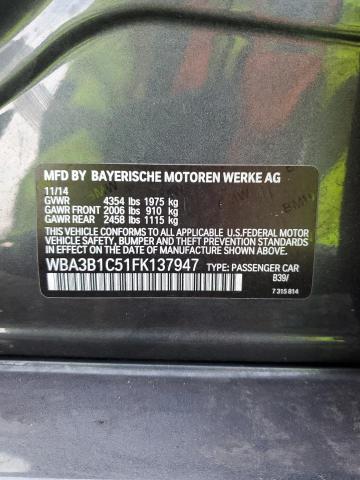 MFD BY BAYERISCHE MOTOREN WERKE AG
11/14
GVWR 4354 lbs 1975 kg
GAWR FRONT 2006 lbs 910 kg
GAWR REAR 2458 lbs 1115 kg
THIS VEHICLE CONFORMS TO ALL APPLICABLE U.S.FEDERAL MOTOR
VEHICLE SAFETY, BUMPER, AND THEFT PREVENTION STANDARDS
IN EFFECT ON THE DATE OF MANUFACTURE SHOWN ABOVE.
WBA3B1C51FK137947 TYPE: PASSENGER CAR
B39/
7 315 814